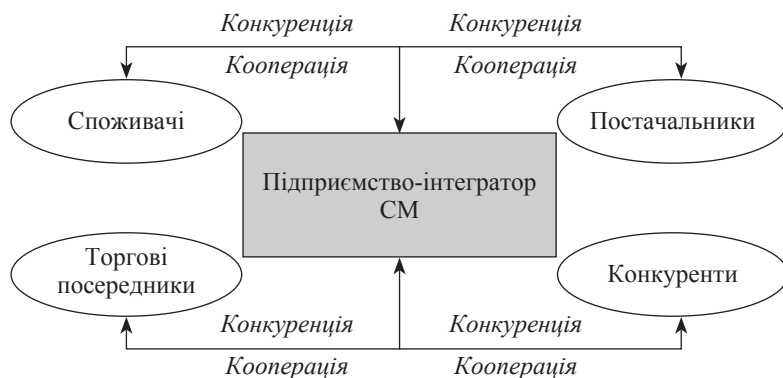 Конкуренція Конкуренція
Кооперація Кооперація
Споживачі
Постачальники
Підприємство-інтегратор
СМ
Торгові
посередники
Конкуренти
Конкуренція Конкуренція
Кооперація Кооперація